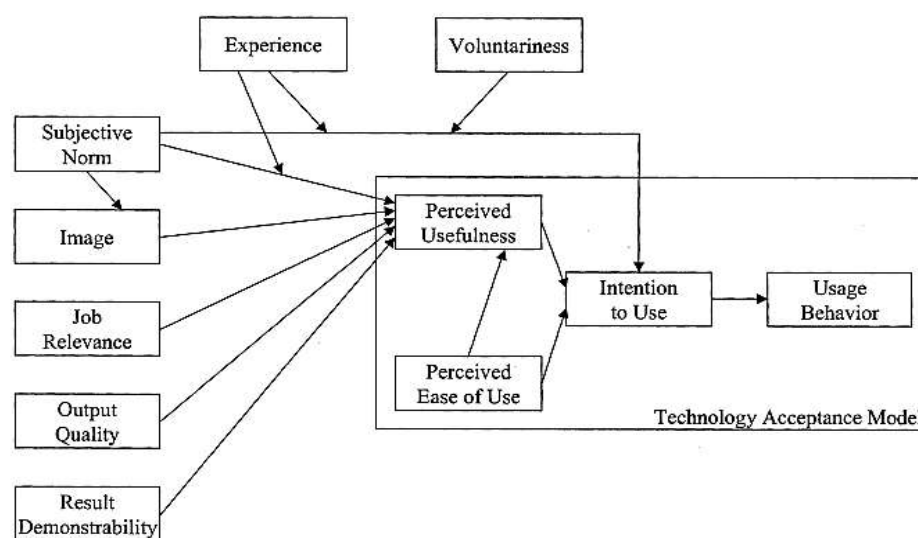 Experience
Voluntariness
Subjective
Norm
Image
Job
Relevance
Output
Quality
Result
Demonstrability
Perceived
Usefulness
Perceived
Ease of Use
Intention
to Use
Usage
Behavior
Technology Acceptance Model